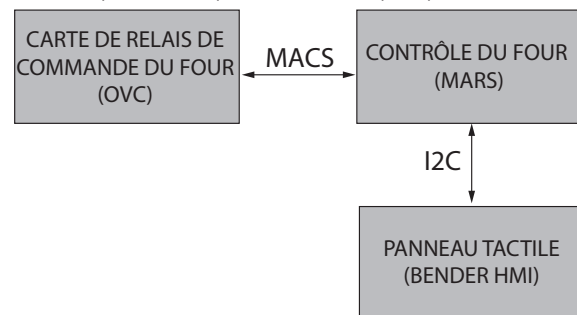 CARTE DE RELAIS DE
COMMANDE DU FOUR
(OVC)
MACS
CONTRÔLE DU FOUR
(MARS)
I2C
PANNEAU TACTILE
(BENDER HMI)